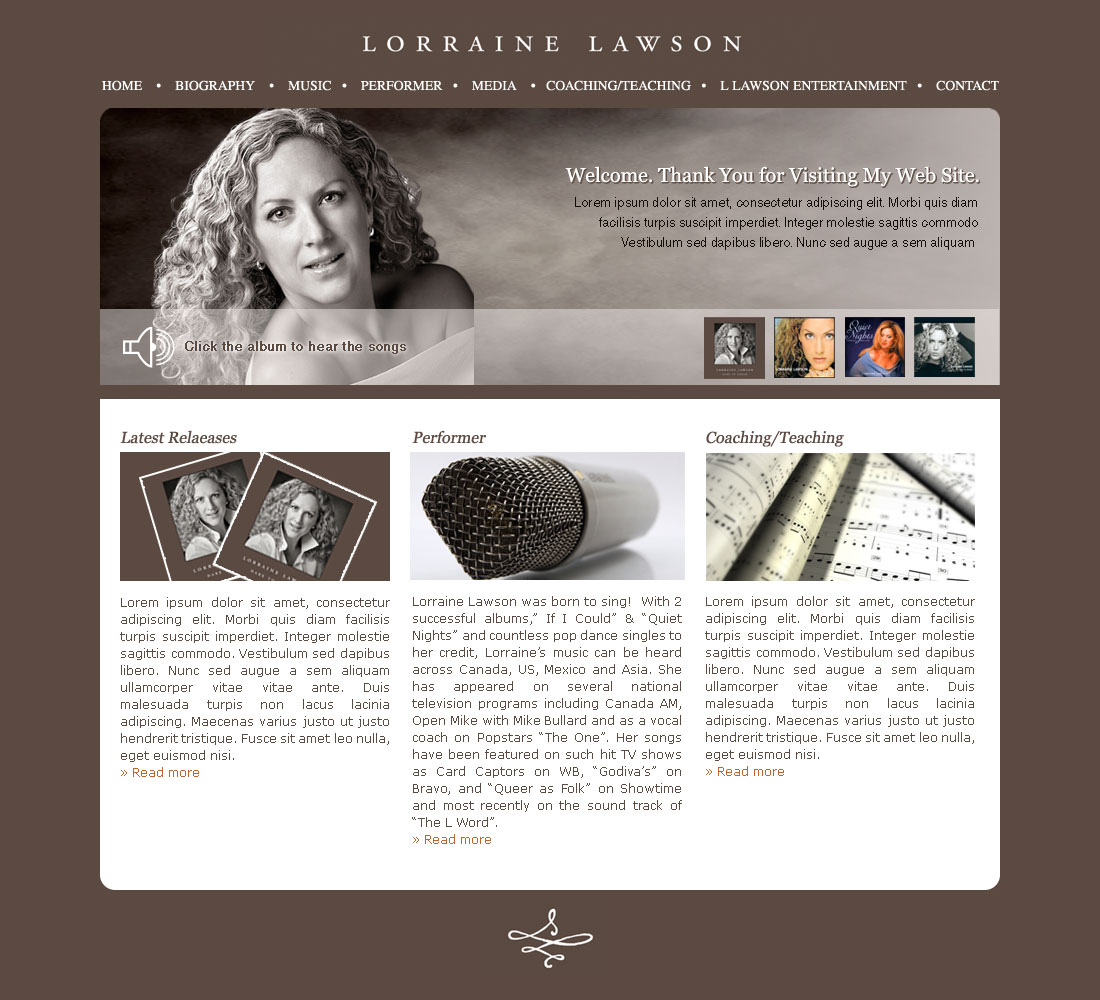 LORRAINE LAWSON
HOME • BIOGRAPHY • MUSIC • PERFORMER • MEDIA • COACHING/TEACHING • L LAWSON ENTERTAINMENT • CONTACT
Welcome. Thank You for Visiting My Web Site.
Lorem ipsum dolor sit amet, consectetur adipiscing elit. Morbi quis diam
facilisis turpis suscipit imperdiet. Integer molestie sagittis commodo
Vestibulum sed dapibus libero. Nunc sed augue a sem aliquam
Click the album to hear the songs
Quiet
Nights
Latest Relaeases
Lorem ipsum dolor sit amet, consectetur
adipiscing elit. Morbi quis diam facilisis
turpis suscipit imperdiet. Integer molestie
sagittis commodo. Vestibulum sed dapibus
libero. Nunc sed augue a sem aliquam
ullamcorper vitae vitae ante. Duis
malesuada turpis non lacus lacinia
adipiscing. Maecenas varius justo ut justo
hendrerit tristique. Fusce sit amet leo nulla,
eget euismod nisi.
» Read more
Performer
Lorraine Lawson was born to sing! With 2
successful albums,” If I Could” & “Quiet
Nights” and countless pop dance singles to
her credit, Lorraine’s music can be heard
across Canada, US, Mexico and Asia. She
has appeared on several national
television programs including Canada AM,
Open Mike with Mike Bullard and as a vocal
coach on Popstars “The One”. Her songs
have been featured on such hit TV shows
as Card Captors on WB, “Godiva’s” on
Bravo, and “Queer as Folk” on Showtime
and most recently on the sound track of
“The L Word”.
» Read more
Coaching/Teaching
Lorem ipsum dolor sit amet, consectetur
adipiscing elit. Morbi quis diam facilisis
turpis suscipit imperdiet. Integer molestie
sagittis commodo. Vestibulum sed dapibus
libero. Nunc sed augue a sem aliquam
ullamcorper vitae vitae ante. Duis
malesuada turpis non lacus lacinia
adipiscing. Maecenas varius justo ut justo
hendrerit tristique. Fusce sit amet leo nulla,
eget euismod nisi.
» Read more